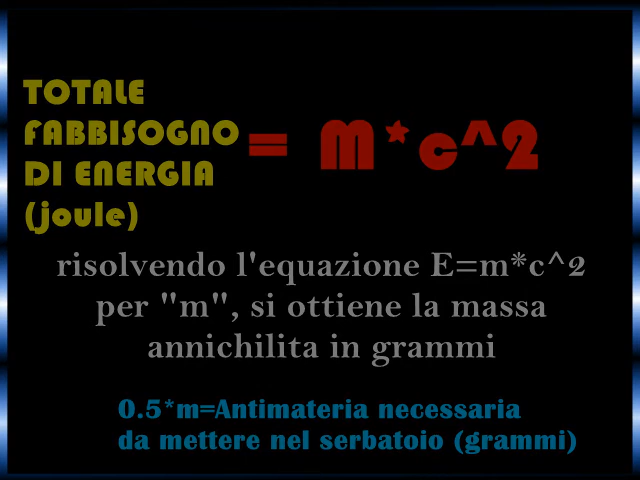 TOTALE
FABBISOGNO
DI ENERGIA
(joule)
= M*c^2
risolvendo l'equazione E=m*c^2
per "m", si ottiene la massa
annichilita in grammi
0.5*m=Antimateria necessaria
da mettere nel serbatoio (grammi)